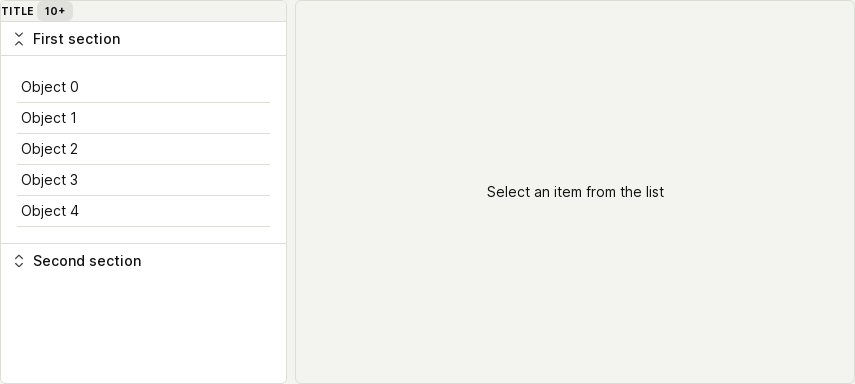 TITLE 10+
First section
Object 0
Object 1
Object 2
Object 3
Object 4
Second section
Select an item from the list